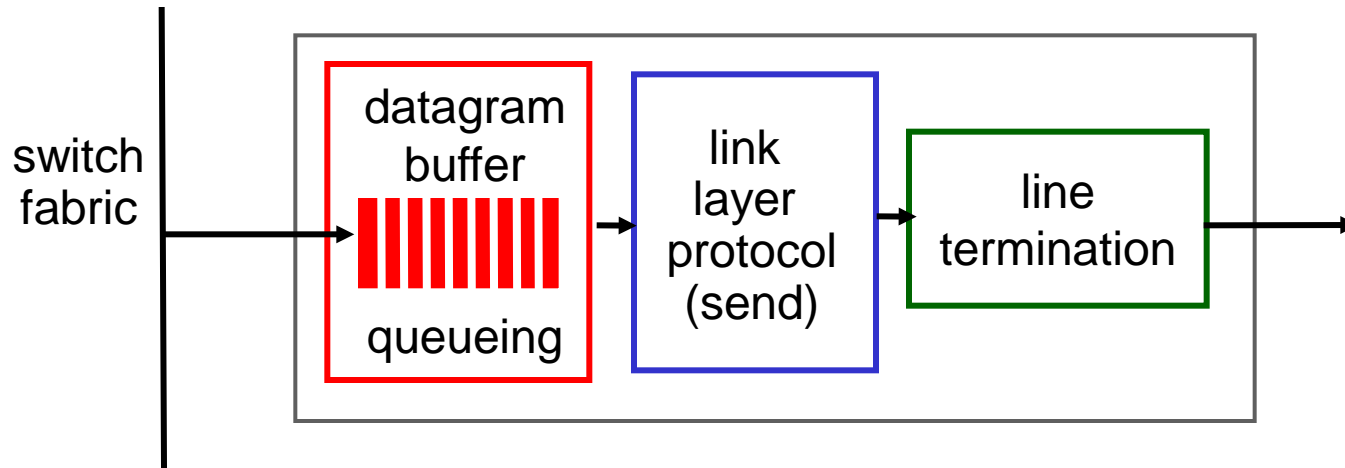 switch
fabric
datagram
buffer
queueing
link
layer
protocol
(send)
line
termination